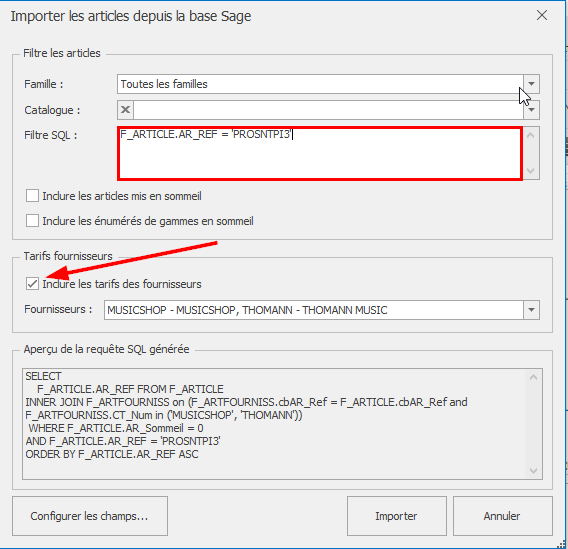 Importer les articles depuis la base Sage
Filtre les articles
Famille :
Toutes les familles
Catalogue :
Filtre SQL :
F_ARTICLE.AR_REF = 'PROSNTPI3'
Inclure les articles mis en sommeil
Inclure les énumérés de gammes en sommeil
Tarifs fournisseurs
Inclure les tarifs des fournisseurs
Fournisseurs :
MUSICSHOP - MUSICSHOP, THOMANN - THOMANN MUSIC
Aperçu de la requête SQL générée
SELECT
F_ARTICLE.AR_REF FROM F_ARTICLE
INNER JOIN F_ARTFOURNISS on (F_ARTFOURNISS.cbAR_Ref = F_ARTICLE.cbAR_Ref and
F_ARTFOURNISS.CT_Num in ('MUSICSHOP', 'THOMANN'))
WHERE F_ARTICLE.AR_Sommeil = 0
AND F_ARTICLE.AR_REF = 'PROSNTPI3'
ORDER BY F_ARTICLE.AR_REF ASC
Configurer les champs...
Importer
Annuler